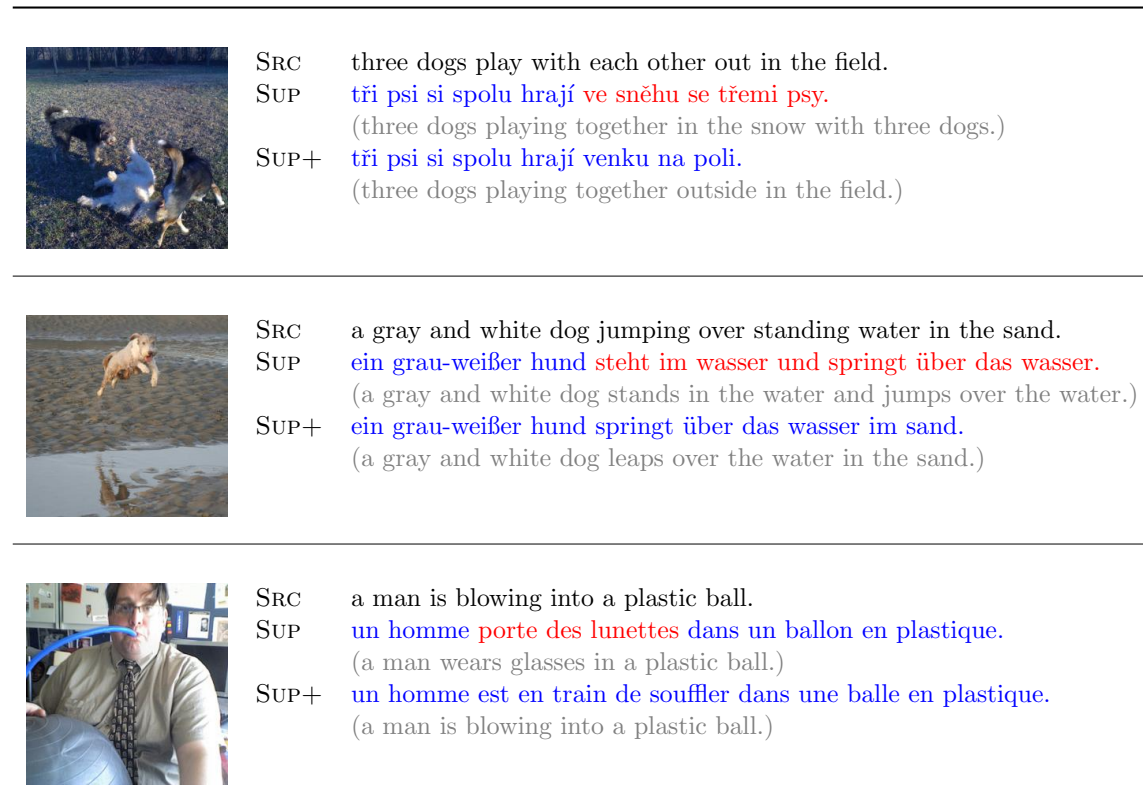 SRC three dogs play with each other out in the field.
SUP tři psi si spolu hrají ve sněhu se třemi psy.
(three dogs playing together in the snow with three dogs.)
SUP+ tři psi si spolu hrají venku na poli.
(three dogs playing together outside in the field.)
SRC a gray and white dog jumping over standing water in the sand.
SUP ein grau-weißer hund steht im wasser und springt über das wasser.
(a gray and white dog stands in the water and jumps over the water.)
SUP+ ein grau-weißer hund springt über das wasser im sand.
(a gray and white dog leaps over the water in the sand.)
SRC a man is blowing into a plastic ball.
SUP un homme porte des lunettes dans un ballon en plastique.
(a man wears glasses in a plastic ball.)
SUP+ un homme est en train de souffler dans une balle en plastique.
(a man is blowing into a plastic ball.)